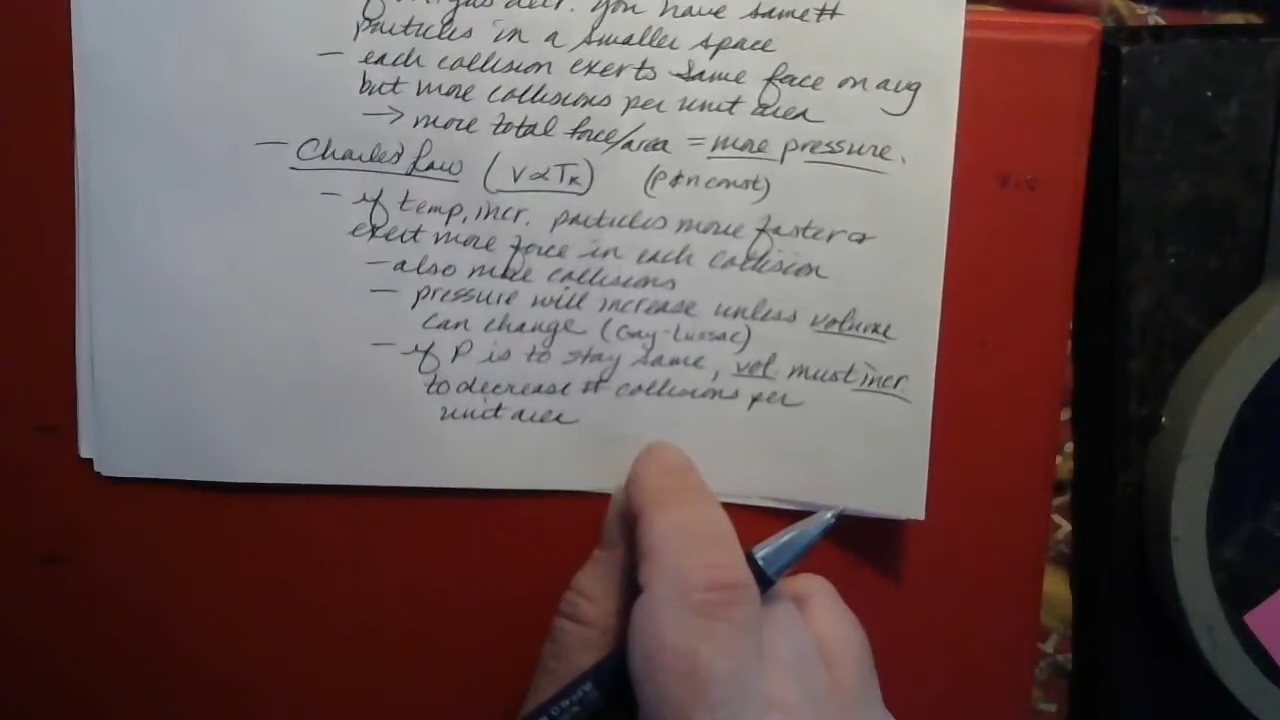 you have same #
particles in a smaller space
- each collision exerts same force on avg
but more collisions per unit area
→ more total force/area = more pressure.
- Charles' Law (V ∝ Tk) (P & n const)
- if temp. incr. particles move faster &
exert more force in each collision
- also more collisions
- pressure will increase unless volume
can change (Gay-Lussac)
- if P is to stay same, vol must incr.
to decrease # collisions per
unit area